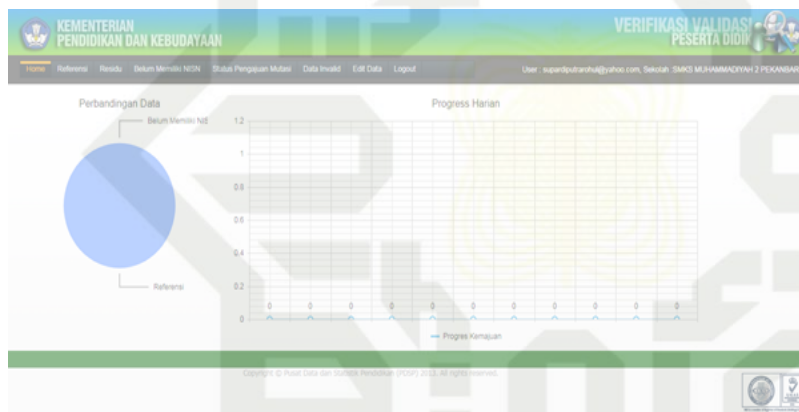 KEMENTERIAN
PENDIDIKAN DAN KEBUDAYAAN
VERIFIKASI VALIDASI
PESERTA DIDIK
Home Referensi Residu Belum Memiliki NISN Status Pengajuan Mutasi Data Invalid Edit Data Logout
User : supardiputranhul@yahoo.com, Sekolah SMKS MUHAMMADIYAH 2 PEKANBAR
Perbandingan Data
Belum Memiliki NIS
Referensi
Progress Harian
1.2
1
0.8
0.6
0.4
0.2
0
0 0 0 0 0 0 0 0 0 0 0
Progres Kemajuan
Copyright © Pusat Data dan Statistik Pendidikan (PDSP) 2013, All rights reserved.